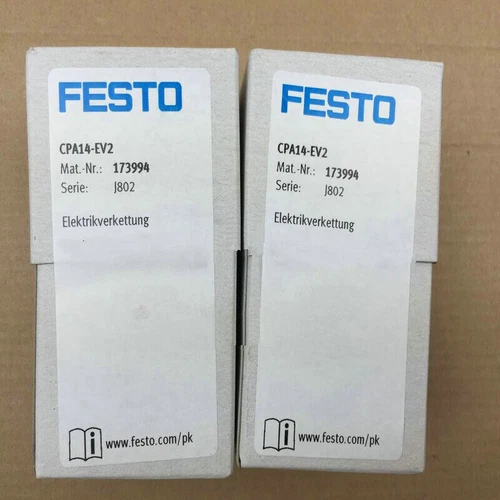 FESTO
CPA14-EV2
Mat.-Nr.: 173994
Serie: J802
Elektrikverkettung
i www.festo.com/pk
FESTO
CPA14-EV2
Mat.-Nr.: 173994
Serie: J802
Elektrikverkettung
i www.festo.com/pk